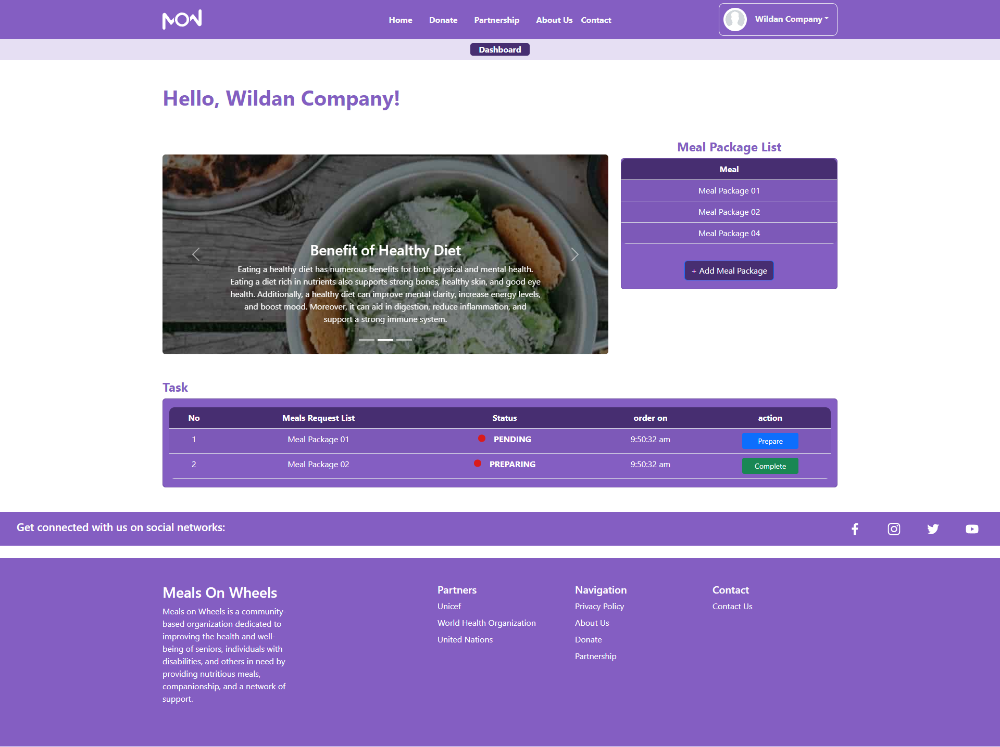 MOW
Home Donate Partnership About Us Contact
Wildan Company
Dashboard
Hello, Wildan Company!
Benefit of Healthy Diet
Eating a healthy diet has numerous benefits for both physical and mental health.
Eating a diet rich in nutrients also supports strong bones, healthy skin, and good eye
health. Additionally, a healthy diet can improve mental clarity, increase energy levels,
and boost mood. Moreover, it can aid in digestion, reduce inflammation, and
support a strong immune system.
Meal Package List
Meal
Meal Package 01
Meal Package 02
Meal Package 04
+ Add Meal Package
Task
No Meals Request List Status order on action
1 Meal Package 01 PENDING 9:50:32 am Prepare
2 Meal Package 02 PREPARING 9:50:32 am Complete
Get connected with us on social networks:
Meals On Wheels
Meals on Wheels is a community-
based organization dedicated to
improving the health and well-
being of seniors, individuals with
disabilities, and others in need by
providing nutritious meals,
companionship, and a network of
support.
Partners
Unicef
World Health Organization
United Nations
Navigation
Privacy Policy
About Us
Donate
Partnership
Contact
Contact Us